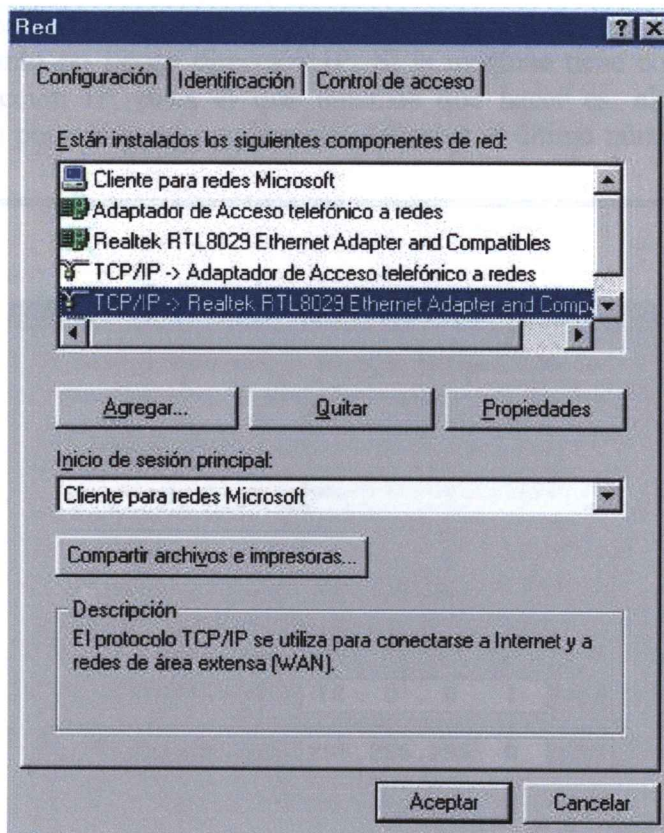 Red
Configuración Identificación Control de acceso
Están instalados los siguientes componentes de red:
Cliente para redes Microsoft
Adaptador de Acceso telefónico a redes
Realtek RTL8029 Ethernet Adapter and Compatibles
TCP/IP -> Adaptador de Acceso telefónico a redes
TCP/IP -> Realtek RTL8029 Ethernet Adapter and Comp
Agregar... Quitar Propiedades
Inicio de sesión principal:
Cliente para redes Microsoft
Compartir archivos e impresoras...
Descripción
El protocolo TCP/IP se utiliza para conectarse a Internet y a
redes de área extensa (WAN).
Aceptar Cancelar